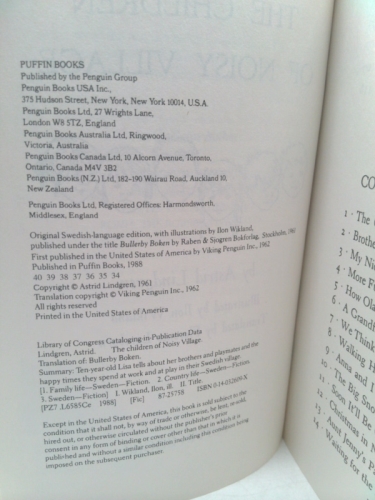 THE CHILDREN
OF NOISY VILLAGE
PUFFIN BOOKS
Published by the Penguin Group
Penguin Books USA Inc.,
375 Hudson Street, New York, New York 10014, U.S.A.
Penguin Books Ltd, 27 Wrights Lane,
London W8 5TZ, England
Penguin Books Australia Ltd, Ringwood,
Victoria, Australia
Penguin Books Canada Ltd, 10 Alcorn Avenue, Toronto,
Ontario, Canada M4V 3B2
Penguin Books (N.Z.) Ltd, 182-190 Wairau Road, Auckland 10,
New Zealand
Penguin Books Ltd, Registered Offices: Harmondsworth,
Middlesex, England
Original Swedish-language edition, with illustrations by Ilon Wikland,
published under the title Bullerby Boken by Raben & Sjogren Bokforlag, Stockholm, 1961
First published in the United States of America by Viking Penguin Inc., 1962
Published in Puffin Books, 1988
40 39 38 37 36 35 34
Copyright © Astrid Lindgren, 1961
Translation copyright © Viking Penguin Inc., 1962
All rights reserved
Printed in the United States of America
Library of Congress Cataloging-in-Publication Data
Lindgren, Astrid. The children of Noisy Village.
Translation of: Bullerby Boken.
Summary: Ten-year-old Lisa tells about her brothers and playmates and the
happy times they spend at work and at play in their Swedish village.
[1. Family life—Sweden—Fiction. 2. Country life—Sweden—Fiction.
3. Sweden—Fiction] I. Wikland, Ilon, ill. II. Title.
[PZ7.L6585Ce 1988] [Fic] 87-25758 ISBN 0-14-032609-X
Except in the United States of America, this book is sold subject to the
condition that it shall not, by way of trade or otherwise, be lent, re-sold,
hired out, or otherwise circulated without the publisher's prior
consent in any form of binding or cover other than that in which it is
published and without a similar condition including this condition being
imposed on the subsequent purchaser.
CO
1 · The
2 · Brothe
3 · My Ni
4 · More F
5 · How Ola
6 · A Grandf
7 · We Think
8 · Walking H
9 · Anna and I
10 · The Big Snow
11 · Soon It'll Be
12 · Christmas in N
13 · Aunt Jenny's P
14 · Waiting for the